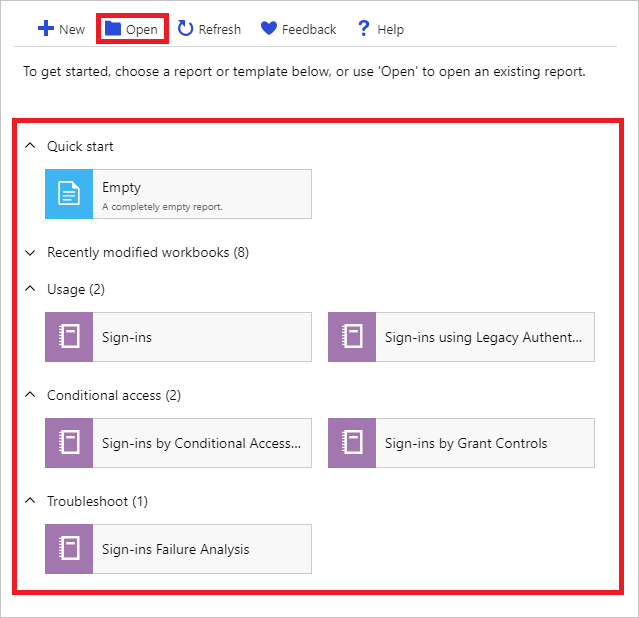 New Open Refresh Feedback ? Help
To get started, choose a report or template below, or use 'Open' to open an existing report.
Quick start
Empty
A completely empty report.
Recently modified workbooks (8)
Usage (2)
Sign-ins Sign-ins using Legacy Authent...
Conditional access (2)
Sign-ins by Conditional Access... Sign-ins by Grant Controls
Troubleshoot (1)
Sign-ins Failure Analysis